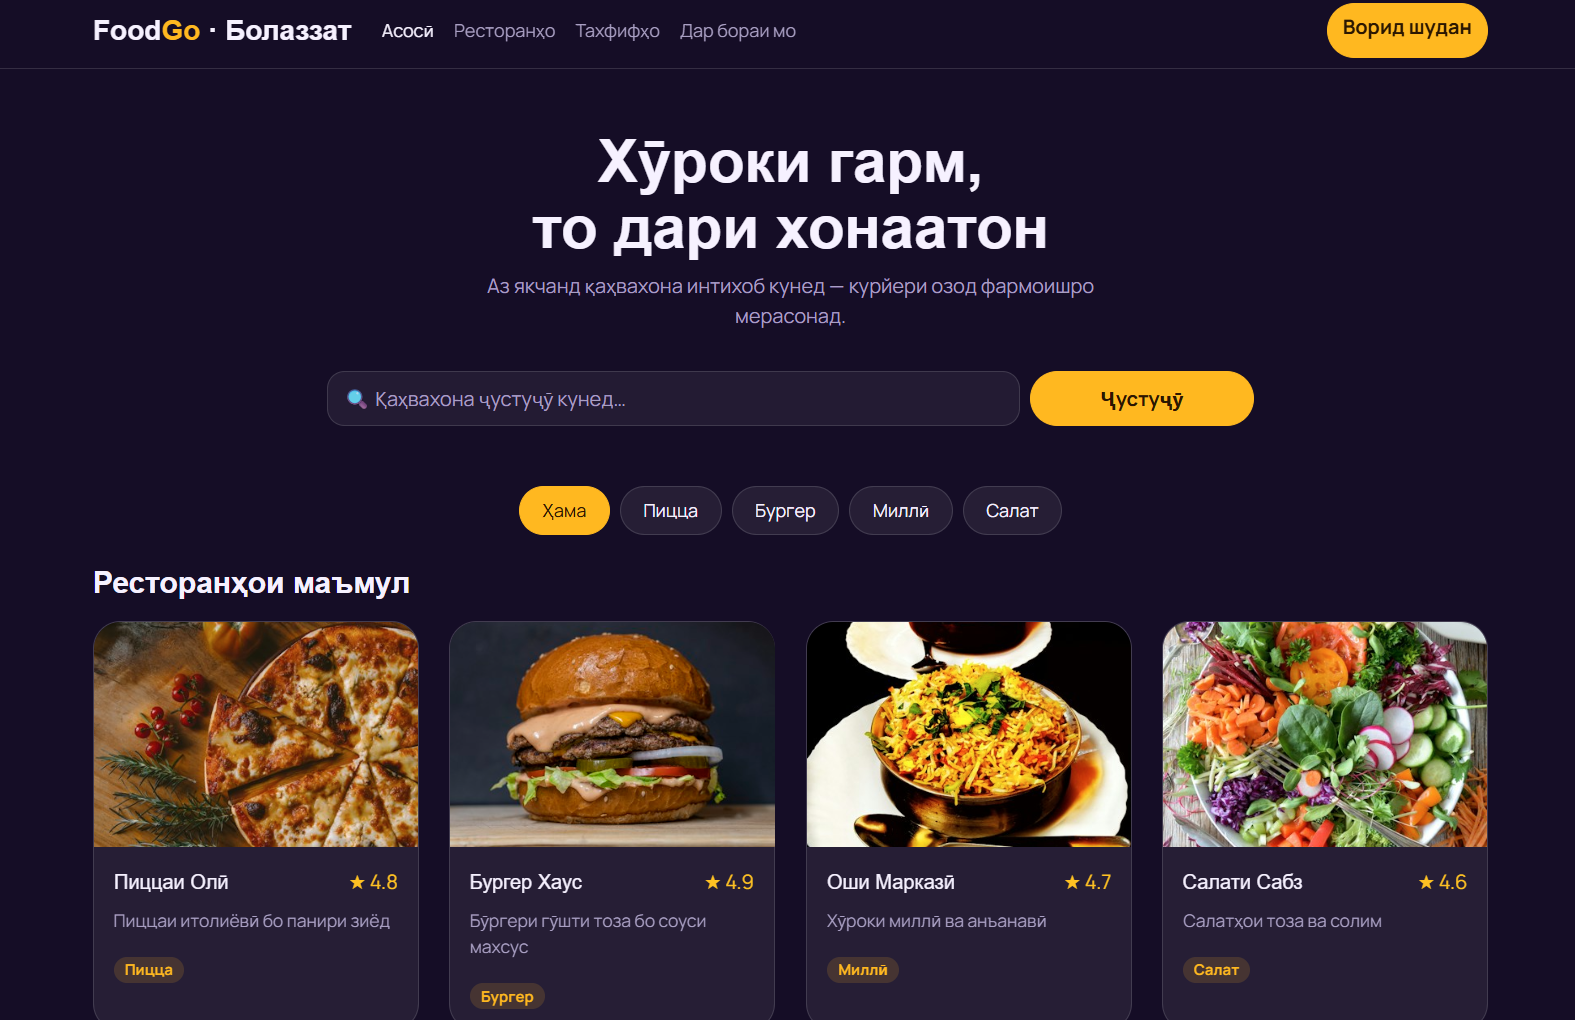 FoodGo · Болаззат
Асосӣ
Ресторанҳо
Тахфифҳо
Дар бораи мо
Ворид шудан
Хӯроки гарм,
то дари хонаатон
Аз якчанд қаҳвахона интихоб кунед — курйери озод фармоишро
мерасонад.
Қаҳвахона ҷустуҷӯ кунед...
Ҷустуҷӯ
Ҳама
Пицца
Бургер
Миллӣ
Салат
Ресторанҳои маъмул
Пиццаи Олӣ
★ 4.8
Пиццаи итолиёвӣ бо панири зиёд
Пицца
Бургер Хаус
★ 4.9
Бӯргери гӯшти тоза бо соуси
махсус
Бургер
Оши Марказӣ
★ 4.7
Хӯроки миллӣ ва анъанавӣ
Миллӣ
Салати Сабз
★ 4.6
Салатҳои тоза ва солим
Салат